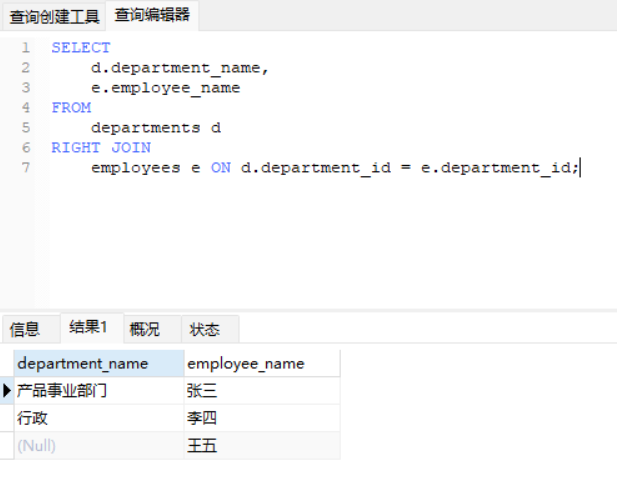 查询创建工具 查询编辑器
1 SELECT
2 d.department_name,
3 e.employee_name
4 FROM
5 departments d
6 RIGHT JOIN
7 employees e ON d.department_id = e.department_id;
信息 结果1 概况 状态
department_name employee_name
产品事业部门 张三
行政 李四
(Null) 王五